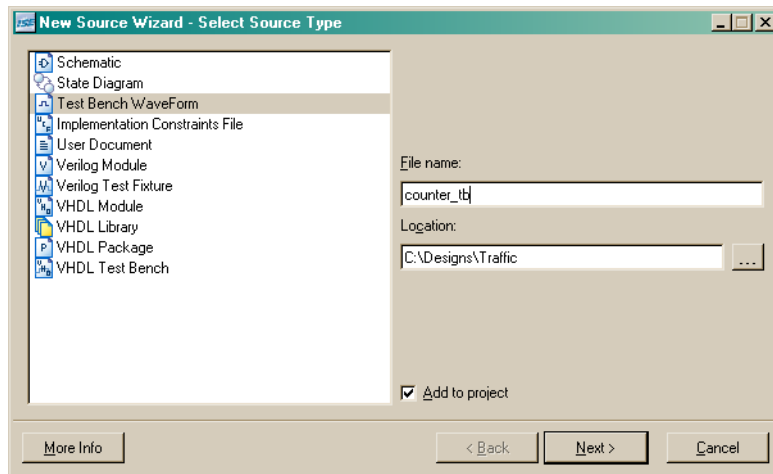 ISE New Source Wizard - Select Source Type
Schematic
State Diagram
Test Bench WaveForm
Implementation Constraints File
User Document
Verilog Module
Verilog Test Fixture
VHDL Module
VHDL Library
VHDL Package
VHDL Test Bench
File name:
counter_tb
Location:
C:\Designs\Traffic
...
Add to project
More Info
< Back
Next >
Cancel